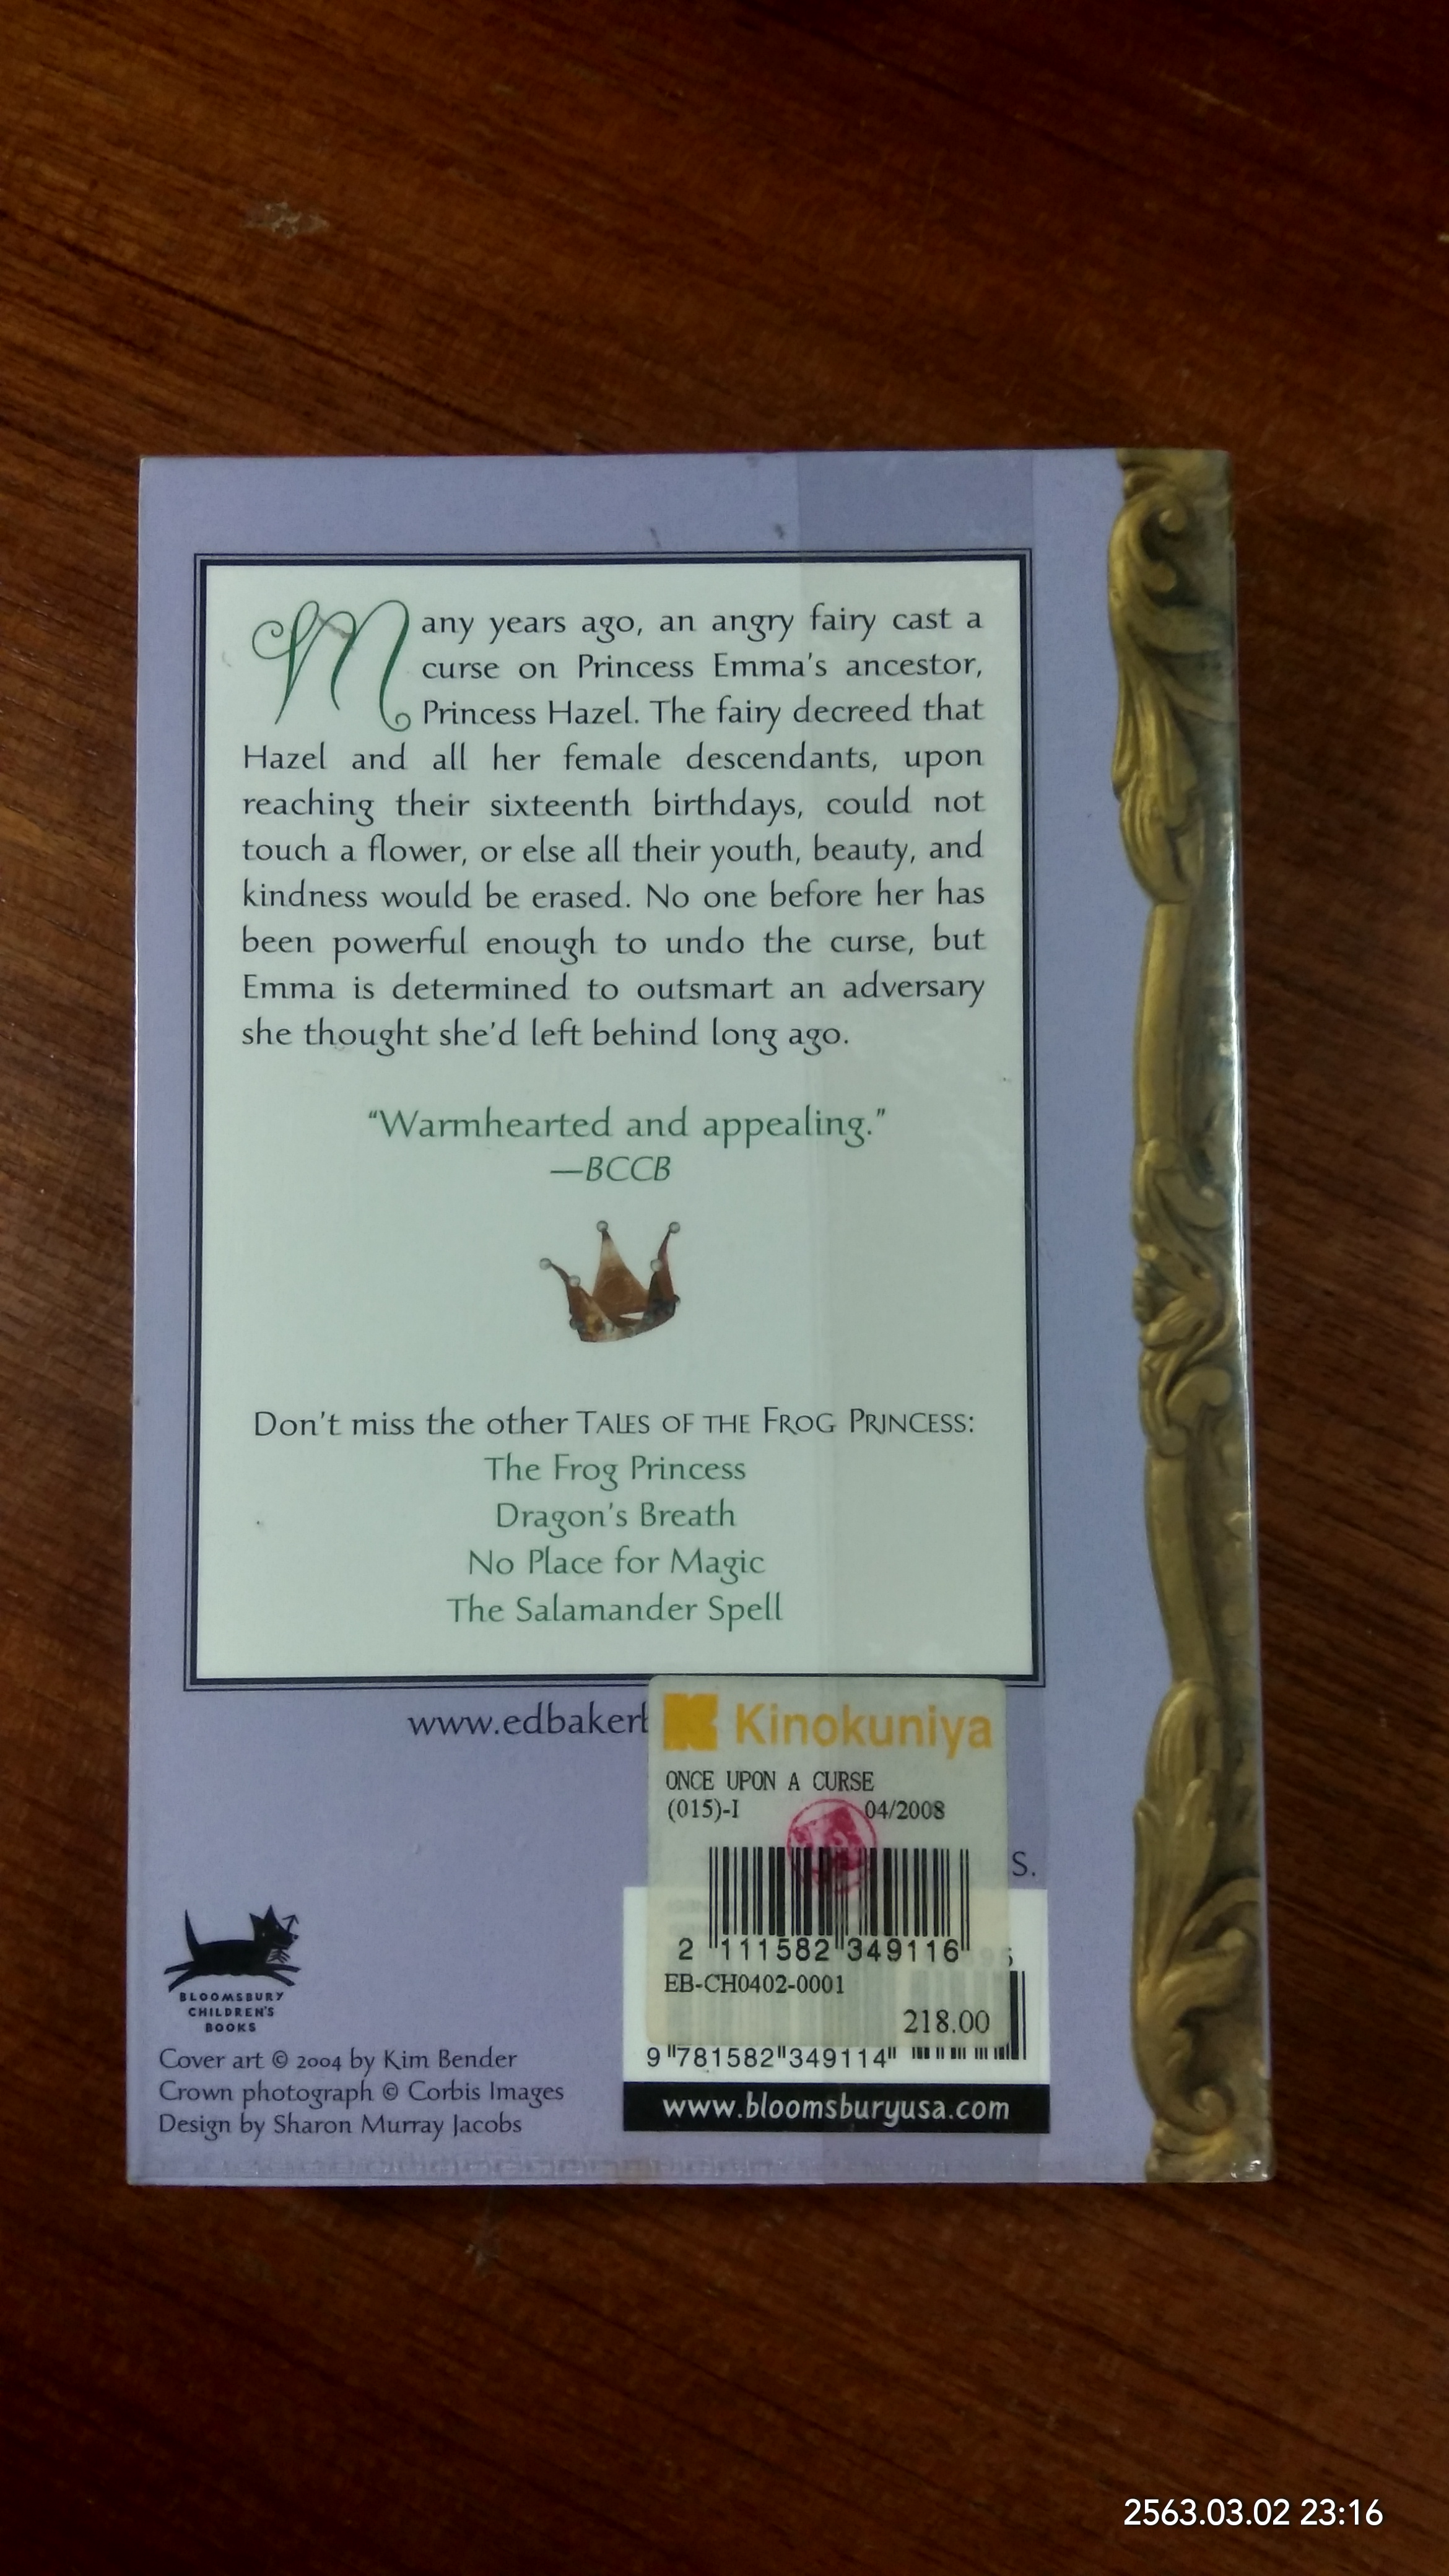 Many years ago, an angry fairy cast a
curse on Princess Emma's ancestor,
Princess Hazel. The fairy decreed that
Hazel and all her female descendants, upon
reaching their sixteenth birthdays, could not
touch a flower, or else all their youth, beauty, and
kindness would be erased. No one before her has
been powerful enough to undo the curse, but
Emma is determined to outsmart an adversary
she thought she'd left behind long ago.
"Warmhearted and appealing."
—BCCB
Don't miss the other TALES OF THE FROG PRINCESS:
The Frog Princess
Dragon's Breath
No Place for Magic
The Salamander Spell
www.edbaker
Kinokuniya
ONCE UPON A CURSE
(015)-I 04/2008
S.
2 111582 349116
EB-CH0402-0001
218.00
9 781582 349114
www.bloomsburyusa.com
BLOOMSBURY
CHILDREN'S
BOOKS
Cover art © 2004 by Kim Bender
Crown photograph © Corbis Images
Design by Sharon Murray Jacobs
2563.03.02 23:16